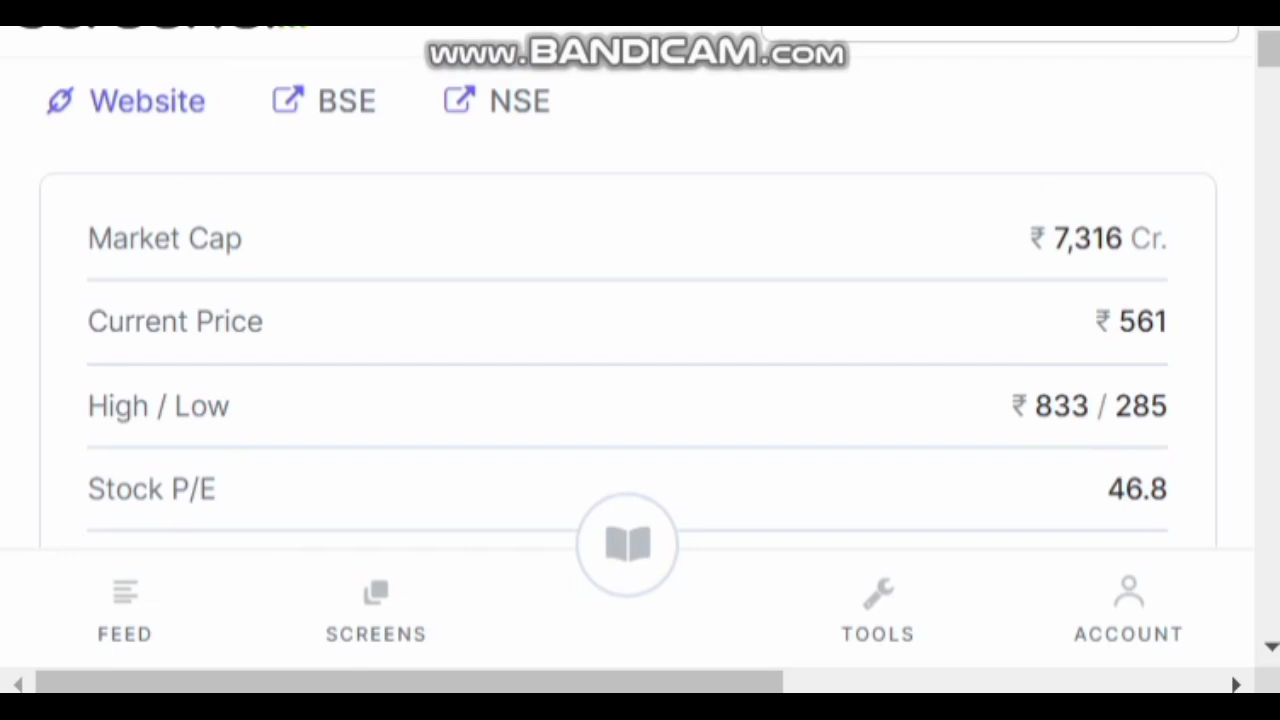 www.BANDICAM.com
Website BSE NSE
Market Cap ₹ 7,316 Cr.
Current Price ₹ 561
High / Low ₹ 833 / 285
Stock P/E 46.8
FEED SCREENS TOOLS ACCOUNT